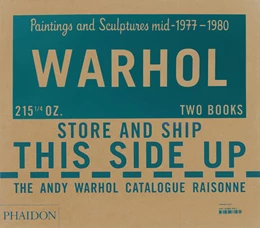 Paintings and Sculptures mid-1977–1980
WARHOL
215 1/4 OZ. TWO BOOKS
STORE AND SHIP
THIS SIDE UP
THE ANDY WARHOL CATALOGUE RAISONNE
PHAIDON